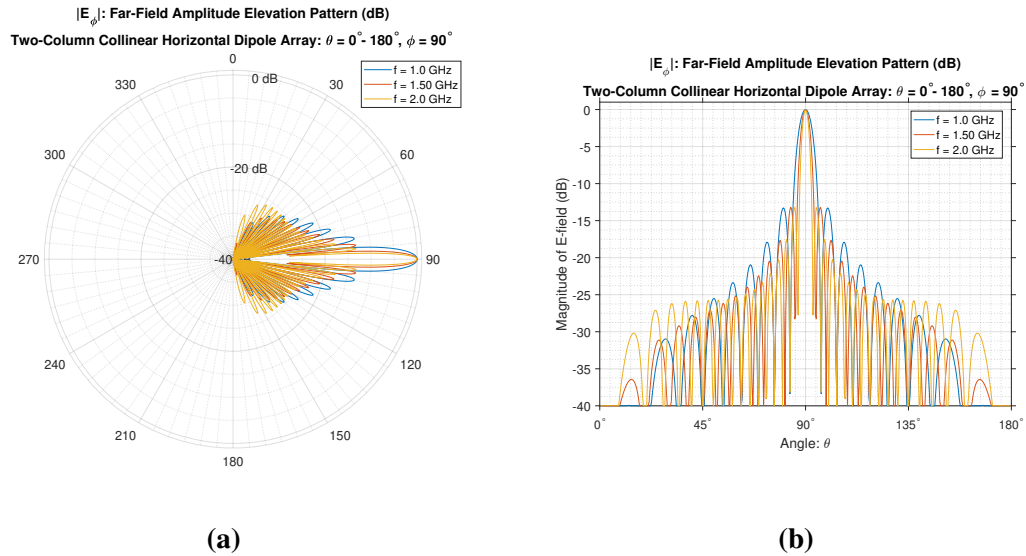 |E_ϕ|: Far-Field Amplitude Elevation Pattern (dB)
Two-Column Collinear Horizontal Dipole Array: θ = 0°- 180°, ϕ = 90°
0
330
30
300
60
270
90
240
120
210
150
180
0 dB
-20 dB
-40
f = 1.0 GHz
f = 1.50 GHz
f = 2.0 GHz
(a)
|E_ϕ|: Far-Field Amplitude Elevation Pattern (dB)
Two-Column Collinear Horizontal Dipole Array: θ = 0°- 180°, ϕ = 90°
f = 1.0 GHz
f = 1.50 GHz
f = 2.0 GHz
Magnitude of E-field (dB)
0
-5
-10
-15
-20
-25
-30
-35
-40
0° 45° 90° 135° 180°
Angle: θ
(b)